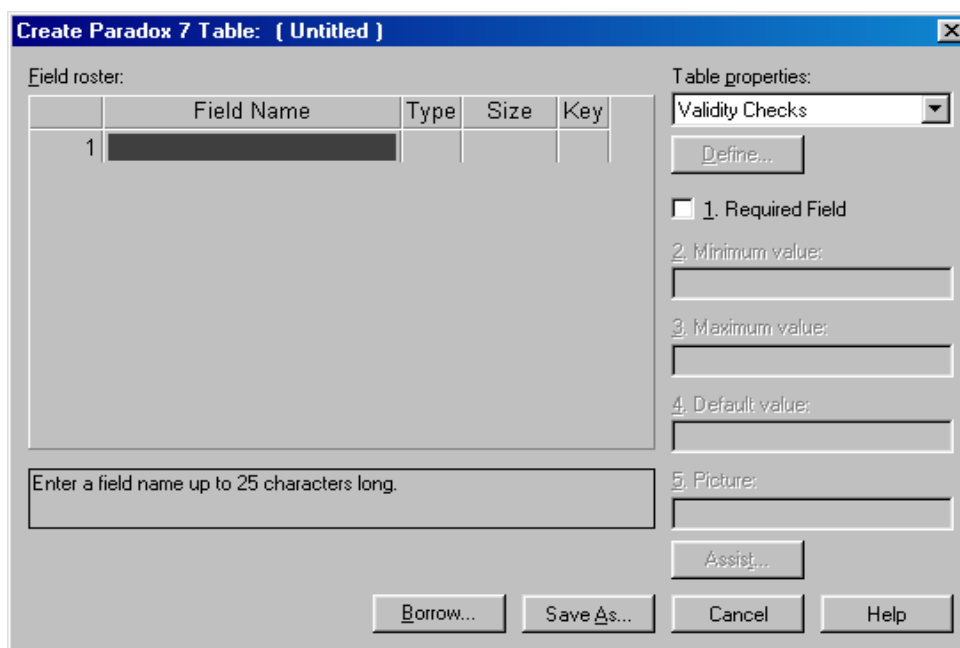 Create Paradox 7 Table: ( Untitled )
Field roster:
Field Name Type Size Key
1
Enter a field name up to 25 characters long.
Table properties:
Validity Checks
Define...
1. Required Field
2. Minimum value:
3. Maximum value:
4. Default value:
5. Picture:
Assist...
Borrow... Save As... Cancel Help